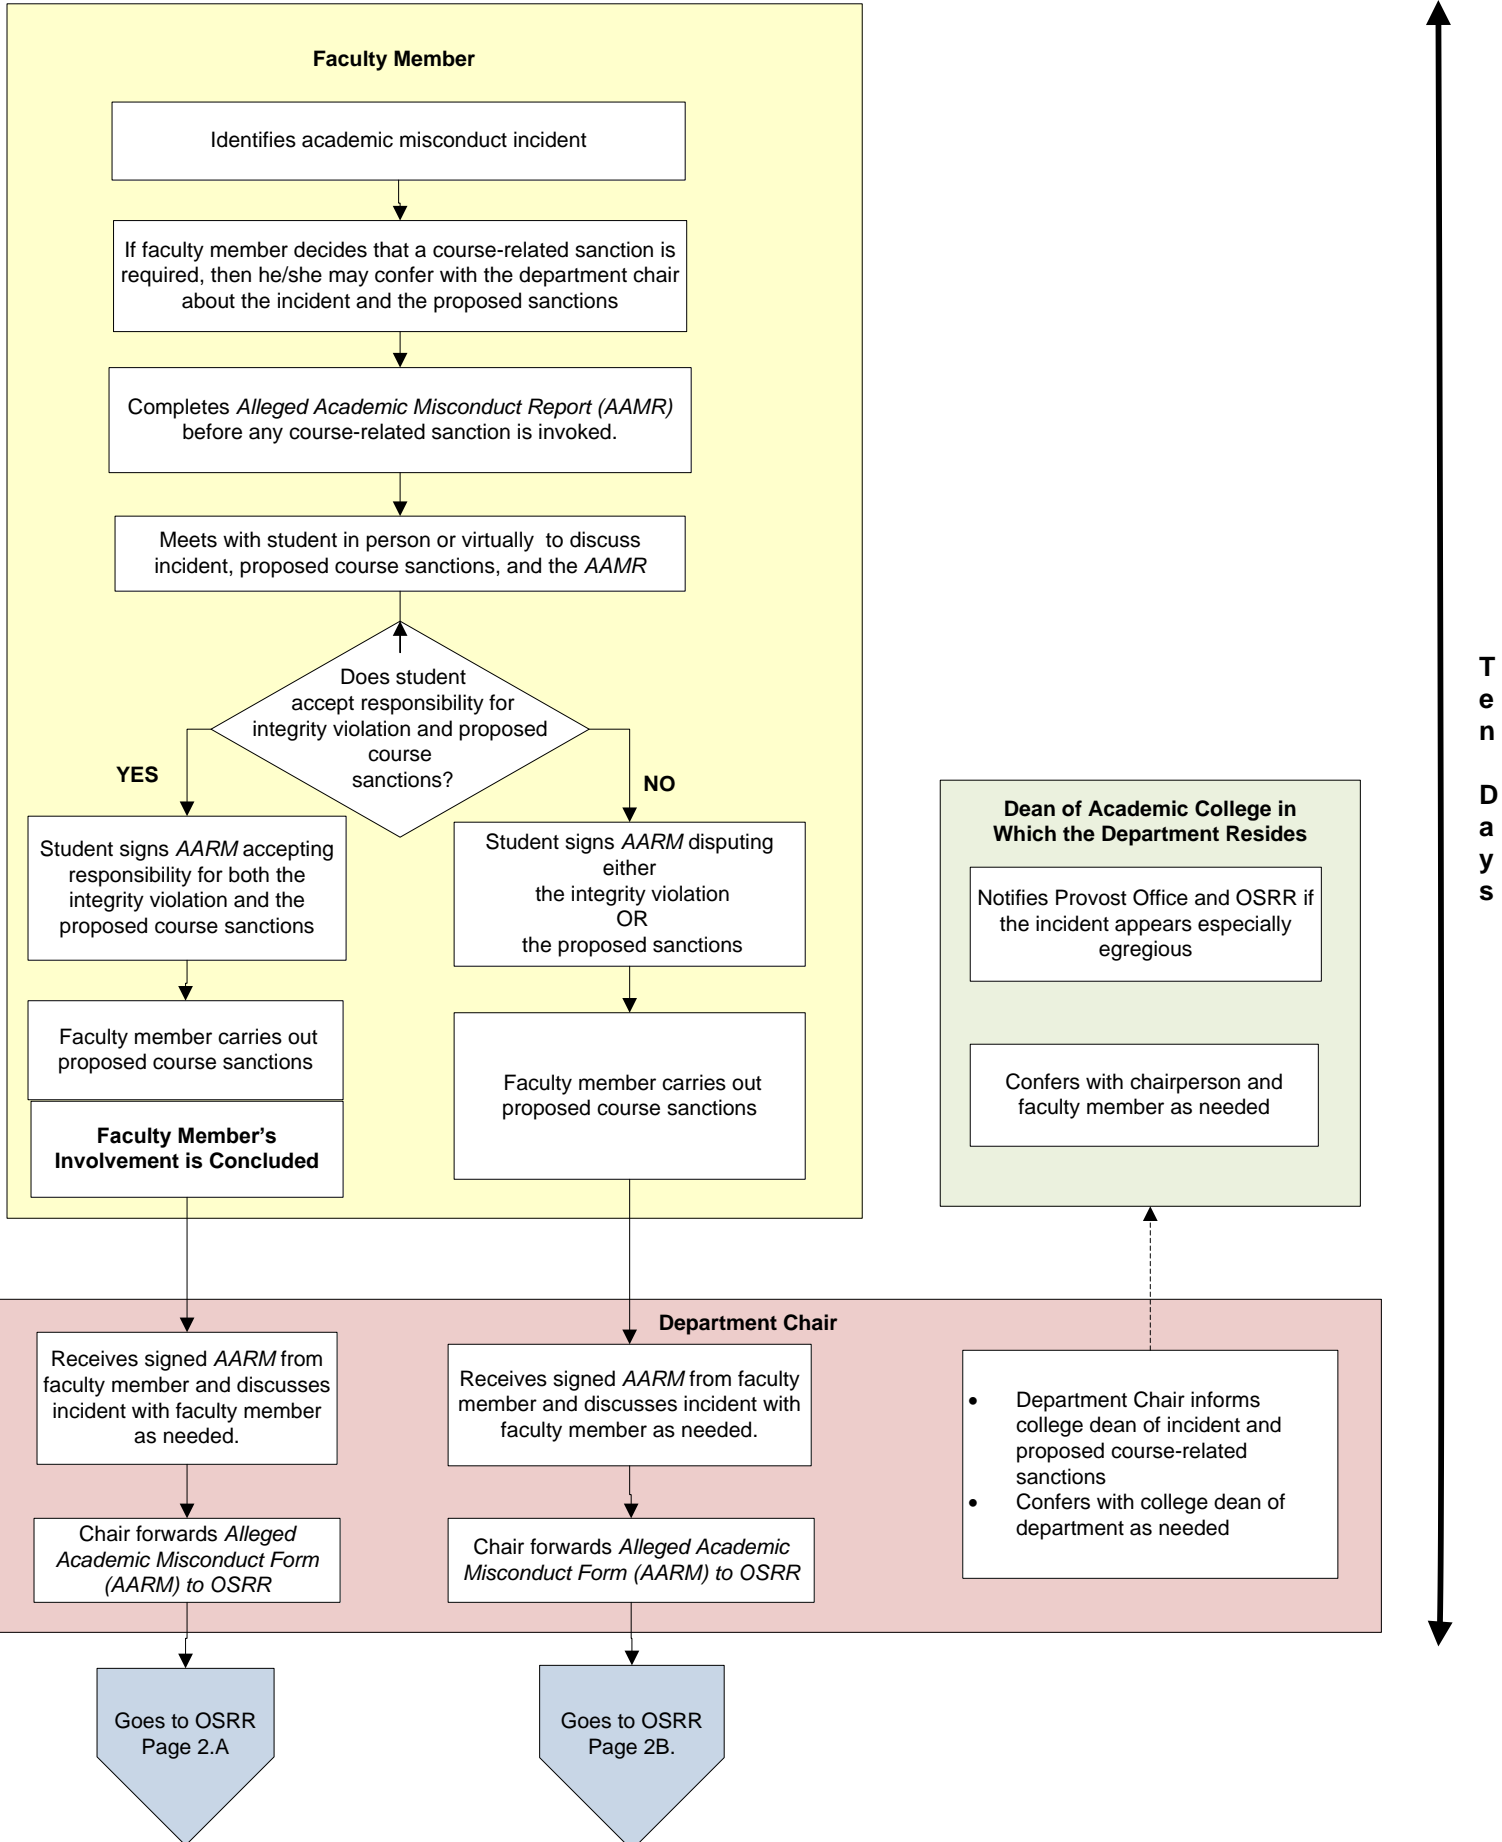 Faculty Member
Identifies academic misconduct incident
If faculty member decides that a course-related sanction is
required, then he/she may confer with the department chair
about the incident and the proposed sanctions
Completes Alleged Academic Misconduct Report (AAMR)
before any course-related sanction is invoked.
Meets with student in person or virtually to discuss
incident, proposed course sanctions, and the AAMR
Does student
accept responsibility for
integrity violation and proposed
course
sanctions?
YES
NO
Student signs AARM accepting
responsibility for both the
integrity violation and the
proposed course sanctions
Faculty member carries out
proposed course sanctions
Faculty Member's
Involvement is Concluded
Student signs AARM disputing
either
the integrity violation
OR
the proposed sanctions
Faculty member carries out
proposed course sanctions
Dean of Academic College in
Which the Department Resides
Notifies Provost Office and OSRR if
the incident appears especially
egregious
Confers with chairperson and
faculty member as needed
T
e
n
D
a
y
s
Department Chair
Receives signed AARM from
faculty member and discusses
incident with faculty member
as needed.
Chair forwards Alleged
Academic Misconduct Form
(AARM) to OSRR
Receives signed AARM from faculty
member and discusses incident with
faculty member as needed.
Chair forwards Alleged Academic
Misconduct Form (AARM) to OSRR
• Department Chair informs
college dean of incident and
proposed course-related
sanctions
• Confers with college dean of
department as needed
Goes to OSRR
Page 2.A
Goes to OSRR
Page 2B.